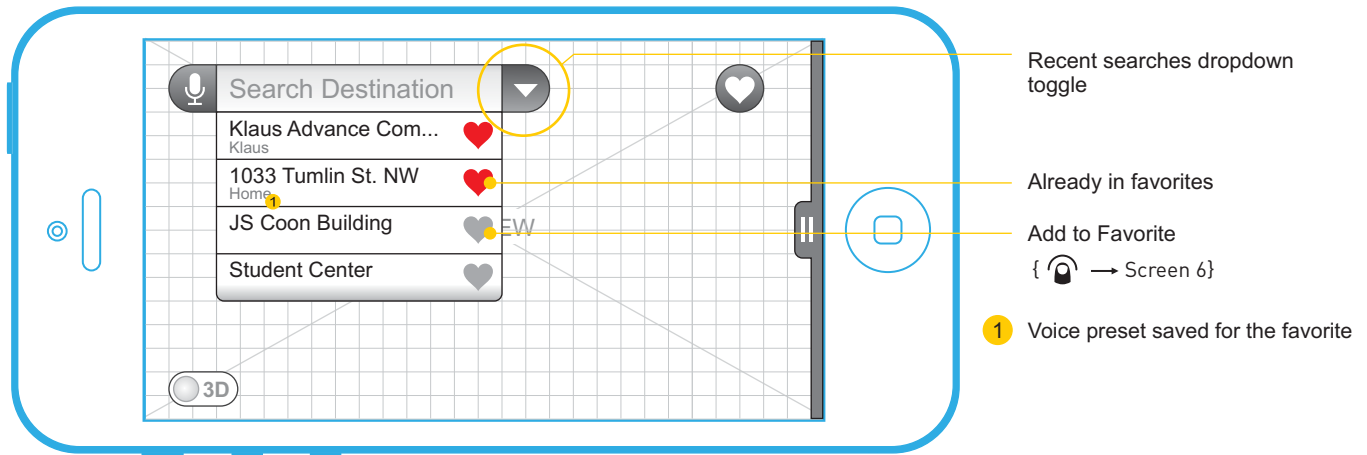 Search Destination
Klaus Advance Com...
Klaus
1033 Tumlin St. NW
Home
1
JS Coon Building
EW
Student Center
3D
Recent searches dropdown
toggle
Already in favorites
Add to Favorite
{ → Screen 6}
1 Voice preset saved for the favorite